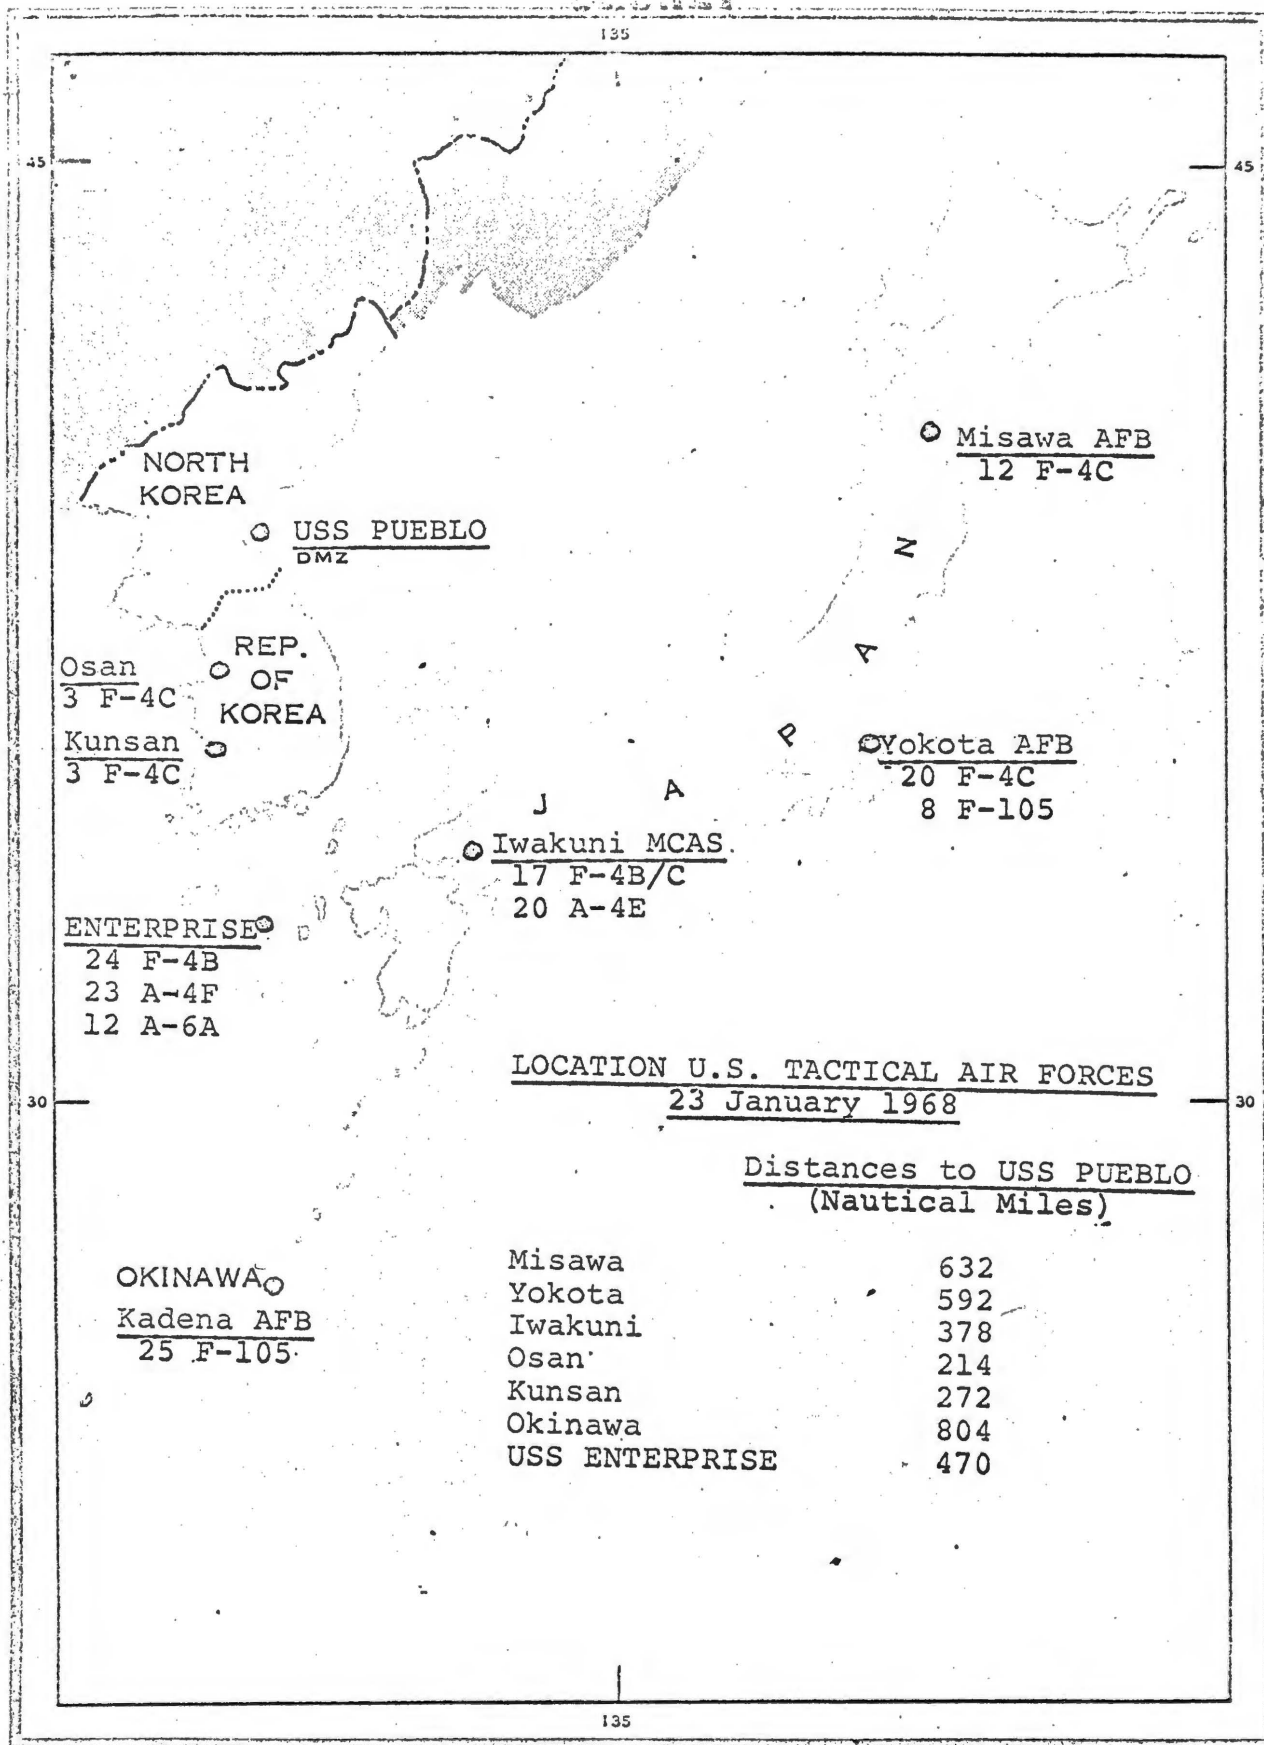 135
45
45
Misawa AFB
12 F-4C
NORTH
KOREA
USS PUEBLO
DMZ
N
REP.
OF
KOREA
Osan
3 F-4C
A
Kunsan
3 F-4C
P
Yokota AFB
20 F-4C
8 F-105
A
J
Iwakuni MCAS.
17 F-4B/C
20 A-4E
ENTERPRISE
24 F-4B
23 A-4F
12 A-6A
LOCATION U.S. TACTICAL AIR FORCES
23 January 1968
30
30
Distances to USS PUEBLO
(Nautical Miles)
Misawa 632
Yokota 592
Iwakuni 378
Osan 214
Kunsan 272
Okinawa 804
USS ENTERPRISE 470
OKINAWA
Kadena AFB
25 F-105
135